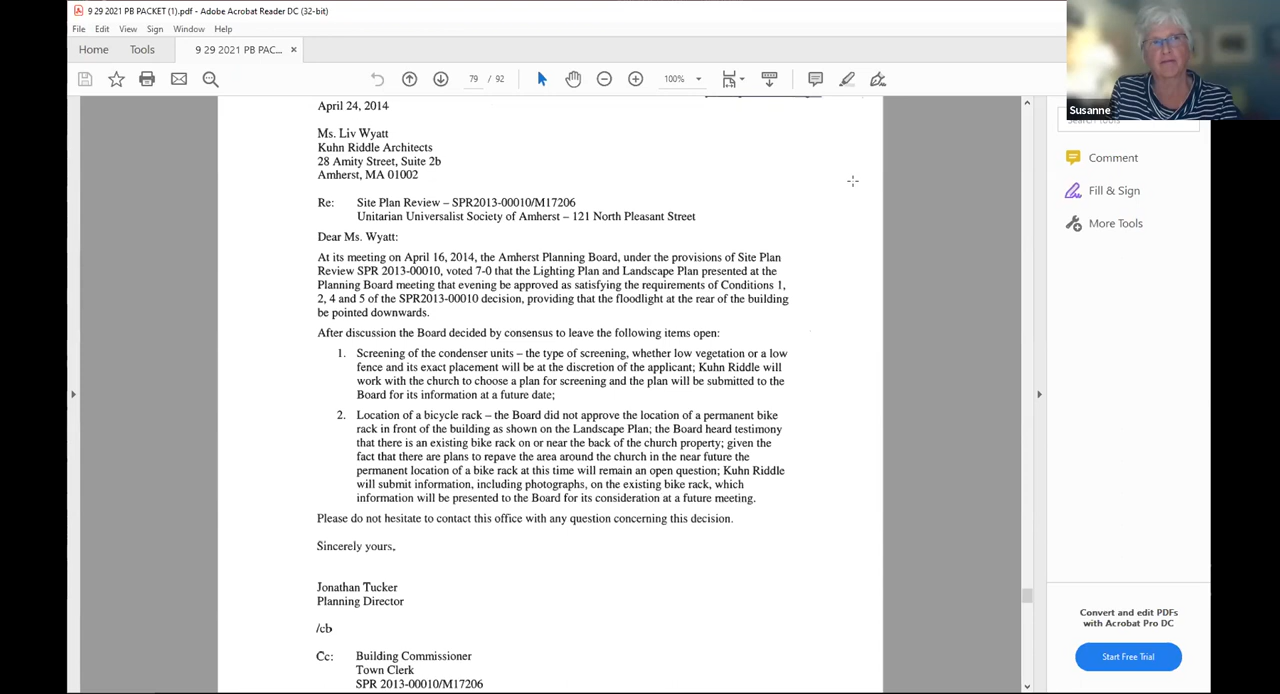 9 29 2021 PB PACKET (1).pdf - Adobe Acrobat Reader DC (32-bit)
File Edit View Sign Window Help
Home Tools 9 29 2021 PB PAC... ×
79 / 92 100%
Susanne
April 24, 2014
Ms. Liv Wyatt
Kuhn Riddle Architects
28 Amity Street, Suite 2b
Amherst, MA 01002
Re: Site Plan Review – SPR2013-00010/M17206
Unitarian Universalist Society of Amherst – 121 North Pleasant Street
Dear Ms. Wyatt:
At its meeting on April 16, 2014, the Amherst Planning Board, under the provisions of Site Plan
Review SPR 2013-00010, voted 7-0 that the Lighting Plan and Landscape Plan presented at the
Planning Board meeting that evening be approved as satisfying the requirements of Conditions 1,
2, 4 and 5 of the SPR2013-00010 decision, providing that the floodlight at the rear of the building
be pointed downwards.
After discussion the Board decided by consensus to leave the following items open:
1. Screening of the condenser units – the type of screening, whether low vegetation or a low
fence and its exact placement will be at the discretion of the applicant; Kuhn Riddle will
work with the church to choose a plan for screening and the plan will be submitted to the
Board for its information at a future date;
2. Location of a bicycle rack – the Board did not approve the location of a permanent bike
rack in front of the building as shown on the Landscape Plan; the Board heard testimony
that there is an existing bike rack on or near the back of the church property; given the
fact that there are plans to repave the area around the church in the near future the
permanent location of a bike rack at this time will remain an open question; Kuhn Riddle
will submit information, including photographs, on the existing bike rack, which
information will be presented to the Board for its consideration at a future meeting.
Please do not hesitate to contact this office with any question concerning this decision.
Sincerely yours,
Jonathan Tucker
Planning Director
/cb
Cc: Building Commissioner
Town Clerk
SPR 2013-00010/M17206
Search Tools
Comment
Fill & Sign
More Tools
Convert and edit PDFs
with Acrobat Pro DC
Start Free Trial